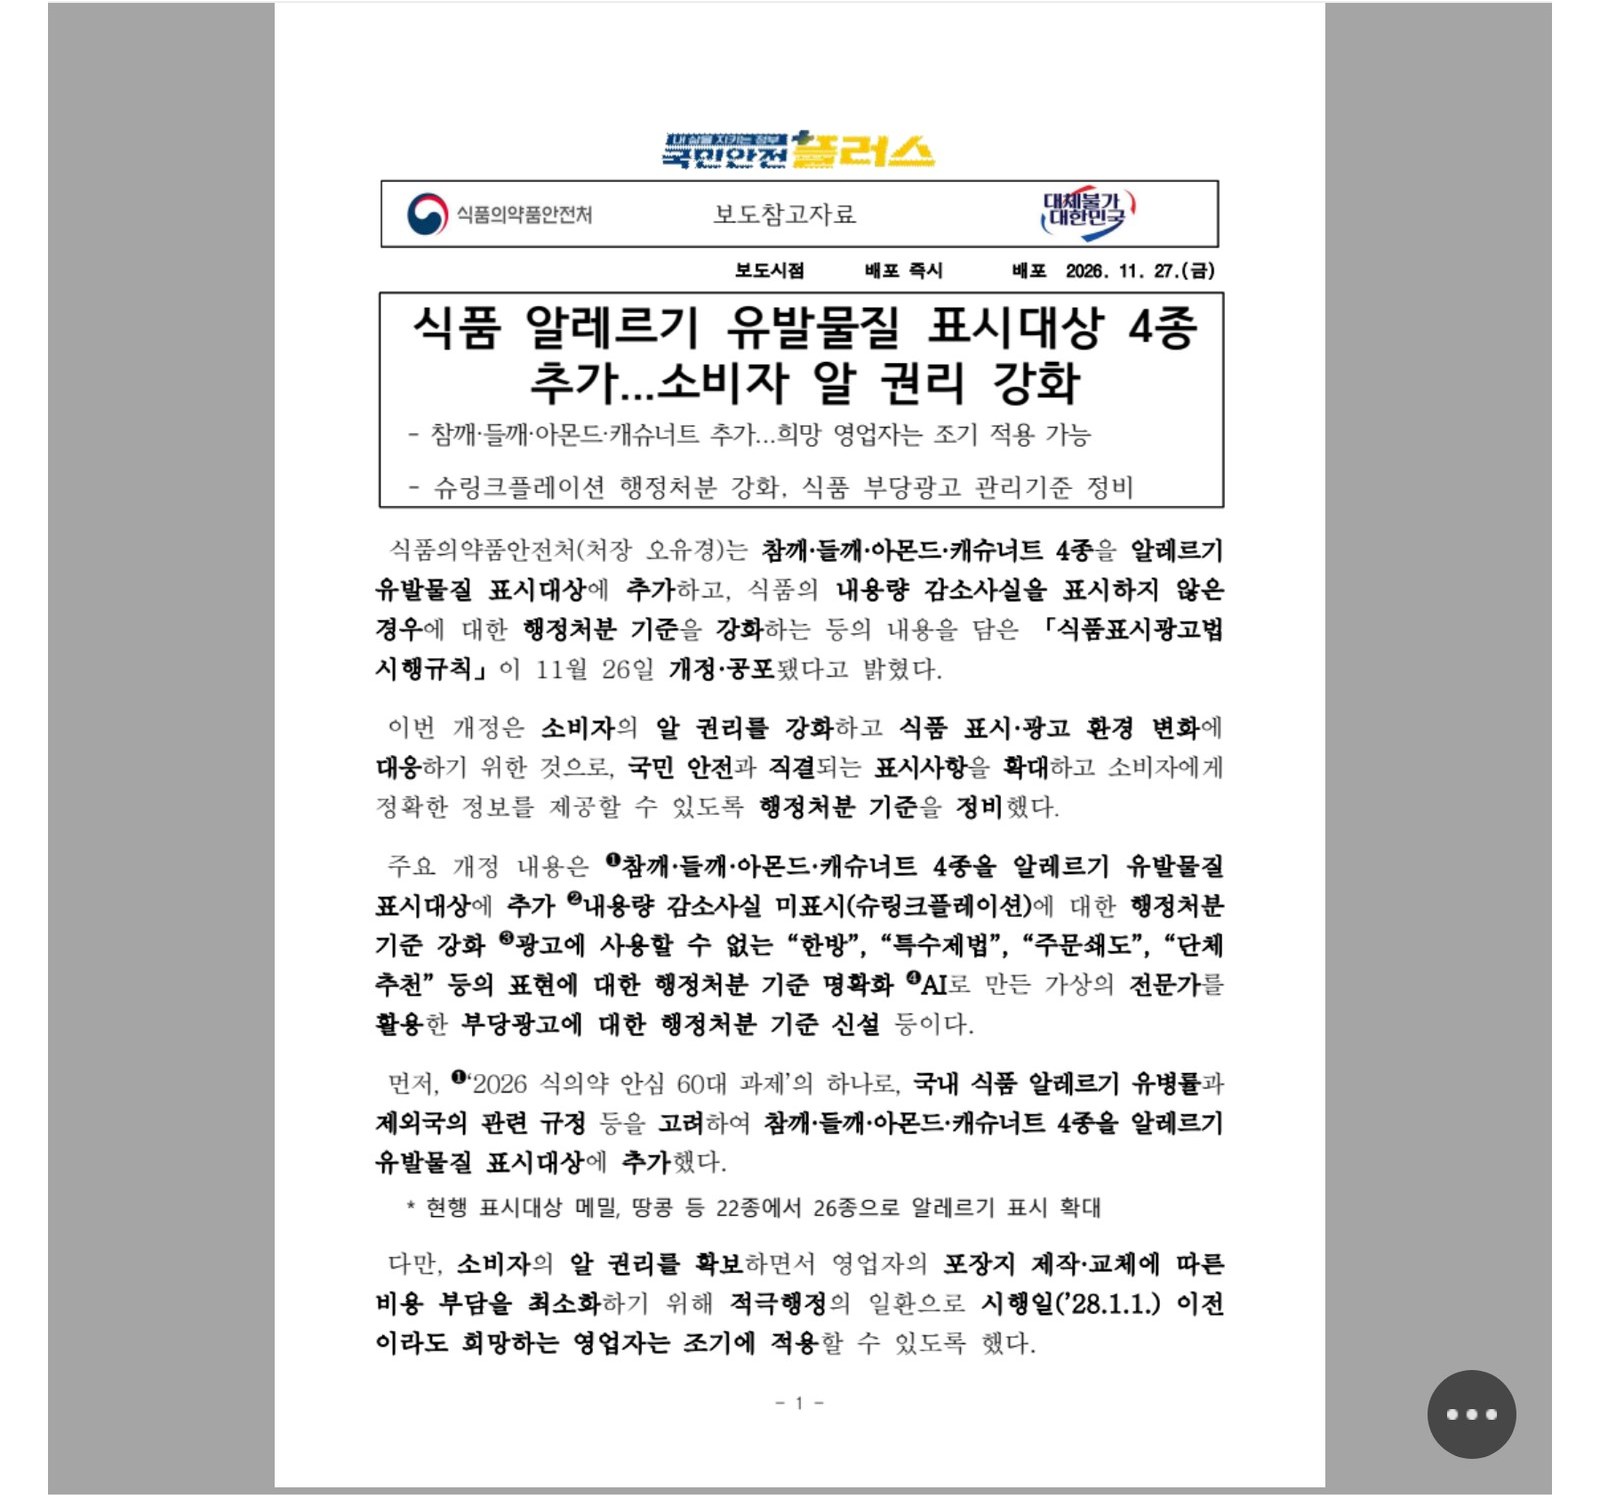 내 삶을 지키는 정부
국민안전플러스
식품의약품안전처 보도참고자료 대체불가 대한민국
보도시점 배포 즉시 배포 2026. 11. 27.(금)
식품 알레르기 유발물질 표시대상 4종
추가...소비자 알 권리 강화
- 참깨·들깨·아몬드·캐슈너트 추가...희망 영업자는 조기 적용 가능
- 슈링크플레이션 행정처분 강화, 식품 부당광고 관리기준 정비
식품의약품안전처(처장 오유경)는 참깨·들깨·아몬드·캐슈너트 4종을 알레르기
유발물질 표시대상에 추가하고, 식품의 내용량 감소사실을 표시하지 않은
경우에 대한 행정처분 기준을 강화하는 등의 내용을 담은 「식품표시광고법
시행규칙」이 11월 26일 개정·공포됐다고 밝혔다.
이번 개정은 소비자의 알 권리를 강화하고 식품 표시·광고 환경 변화에
대응하기 위한 것으로, 국민 안전과 직결되는 표시사항을 확대하고 소비자에게
정확한 정보를 제공할 수 있도록 행정처분 기준을 정비했다.
주요 개정 내용은 ❶참깨·들깨·아몬드·캐슈너트 4종을 알레르기 유발물질
표시대상에 추가 ❷내용량 감소사실 미표시(슈링크플레이션)에 대한 행정처분
기준 강화 ❸광고에 사용할 수 없는 “한방”, “특수제법”, “주문쇄도”, “단체
추천” 등의 표현에 대한 행정처분 기준 명확화 ❹AI로 만든 가상의 전문가를
활용한 부당광고에 대한 행정처분 기준 신설 등이다.
먼저, ❶‘2026 식의약 안심 60대 과제’의 하나로, 국내 식품 알레르기 유병률과
제외국의 관련 규정 등을 고려하여 참깨·들깨·아몬드·캐슈너트 4종을 알레르기
유발물질 표시대상에 추가했다.
* 현행 표시대상 메밀, 땅콩 등 22종에서 26종으로 알레르기 표시 확대
다만, 소비자의 알 권리를 확보하면서 영업자의 포장지 제작·교체에 따른
비용 부담을 최소화하기 위해 적극행정의 일환으로 시행일(’28.1.1.) 이전
이라도 희망하는 영업자는 조기에 적용할 수 있도록 했다.
- 1 -